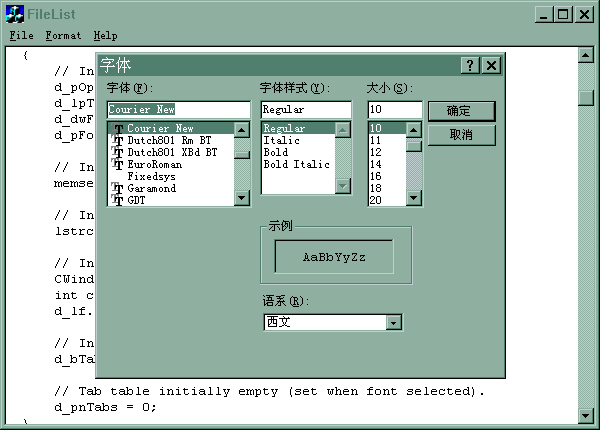 FileList
File Format Help
{
// In
d_pOp
d_lpT
d_dwF
d_pFo
// In
memse
// In
lstrc
// In
CWind
int c
d_lf.
// In
d_bTa
// Tab table initially empty (set when font selected).
d_pnTabs = 0;
字体
字体(F):
Courier New
Courier New
Dutch801 Rm BT
Dutch801 XBd BT
EuroRoman
Fixedsys
Garamond
GDT
字体样式(Y):
Regular
Regular
Italic
Bold
Bold Italic
大小(S):
10
10
11
12
14
16
18
20
确定
取消
示例
AaBbYyZz
语系(R):
西文